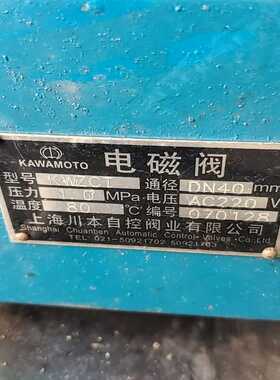 KAWAMOTO 电磁阀
型号 KWZCT 通径 DN40 mm
压力 1.0 MPa 电压 AC220 V
温度 80 ℃ 编号 070128
上海川本自控阀业有限公司
Shanghai Chuanben Automatic Control Valves Co.,Ltd.
TEL: 021-50921702 50921703